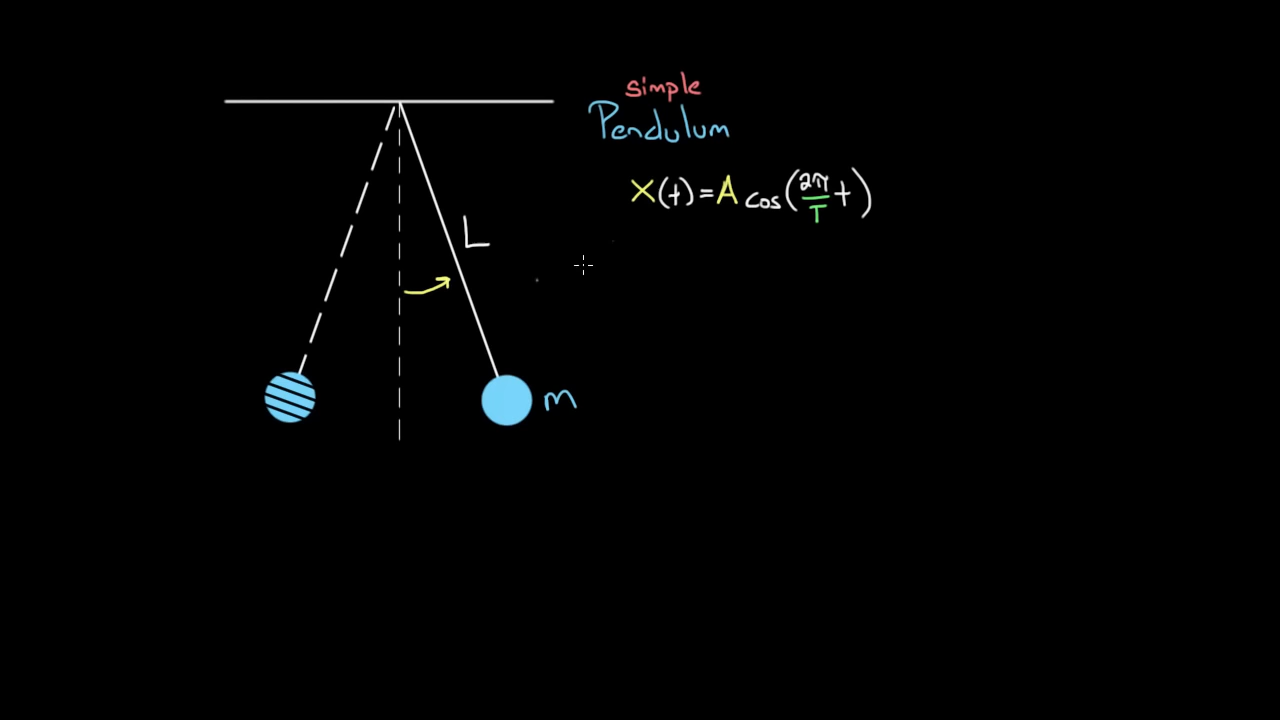 simple
Pendulum
X(t)=A cos(2π/T t)
L
m